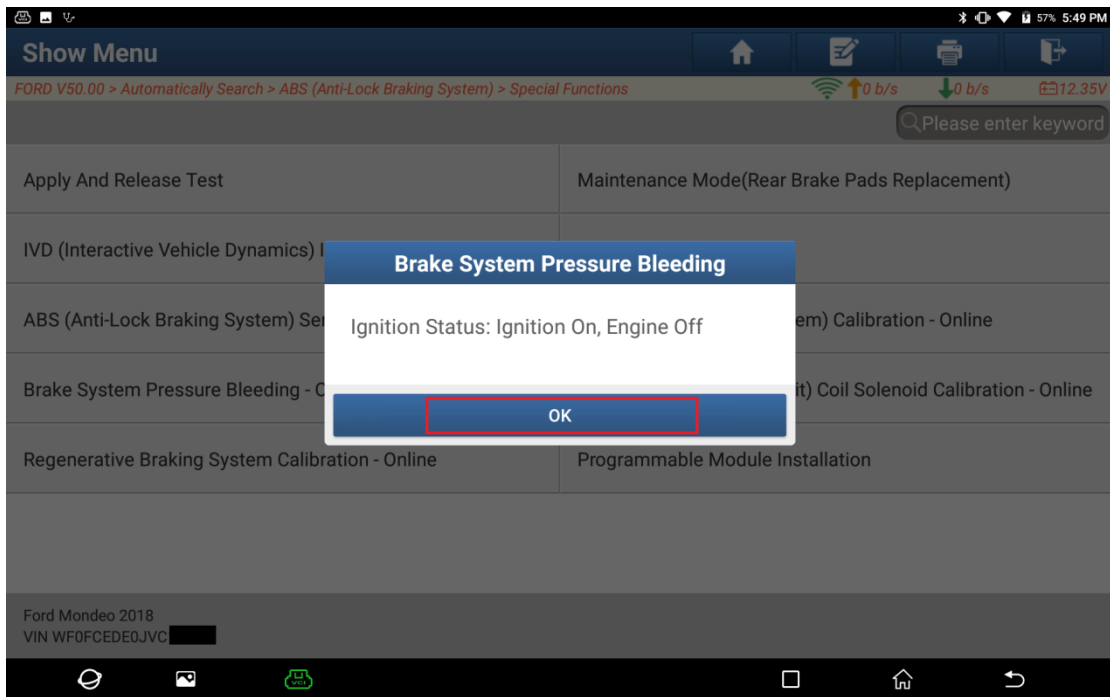 57% 5:49 PM
Show Menu
FORD V50.00 > Automatically Search > ABS (Anti-Lock Braking System) > Special Functions
0 b/s
0 b/s
12.35V
Please enter keyword
Apply And Release Test
Maintenance Mode(Rear Brake Pads Replacement)
IVD (Interactive Vehicle Dynamics) I
Brake System Pressure Bleeding
Ignition Status: Ignition On, Engine Off
ABS (Anti-Lock Braking System) Ser
em) Calibration - Online
Brake System Pressure Bleeding - O
it) Coil Solenoid Calibration - Online
OK
Regenerative Braking System Calibration - Online
Programmable Module Installation
Ford Mondeo 2018
VIN WF0FCEDE0JVC
VCI